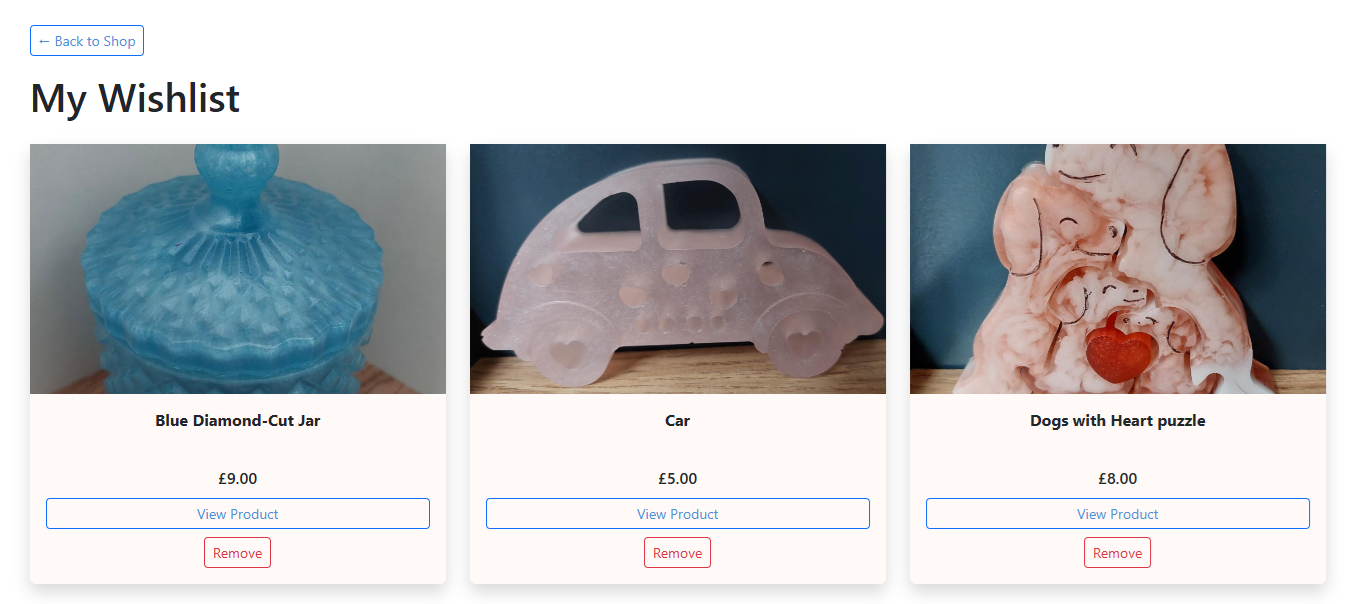 ← Back to Shop
My Wishlist
Blue Diamond-Cut Jar
£9.00
View Product
Remove
Car
£5.00
View Product
Remove
Dogs with Heart puzzle
£8.00
View Product
Remove